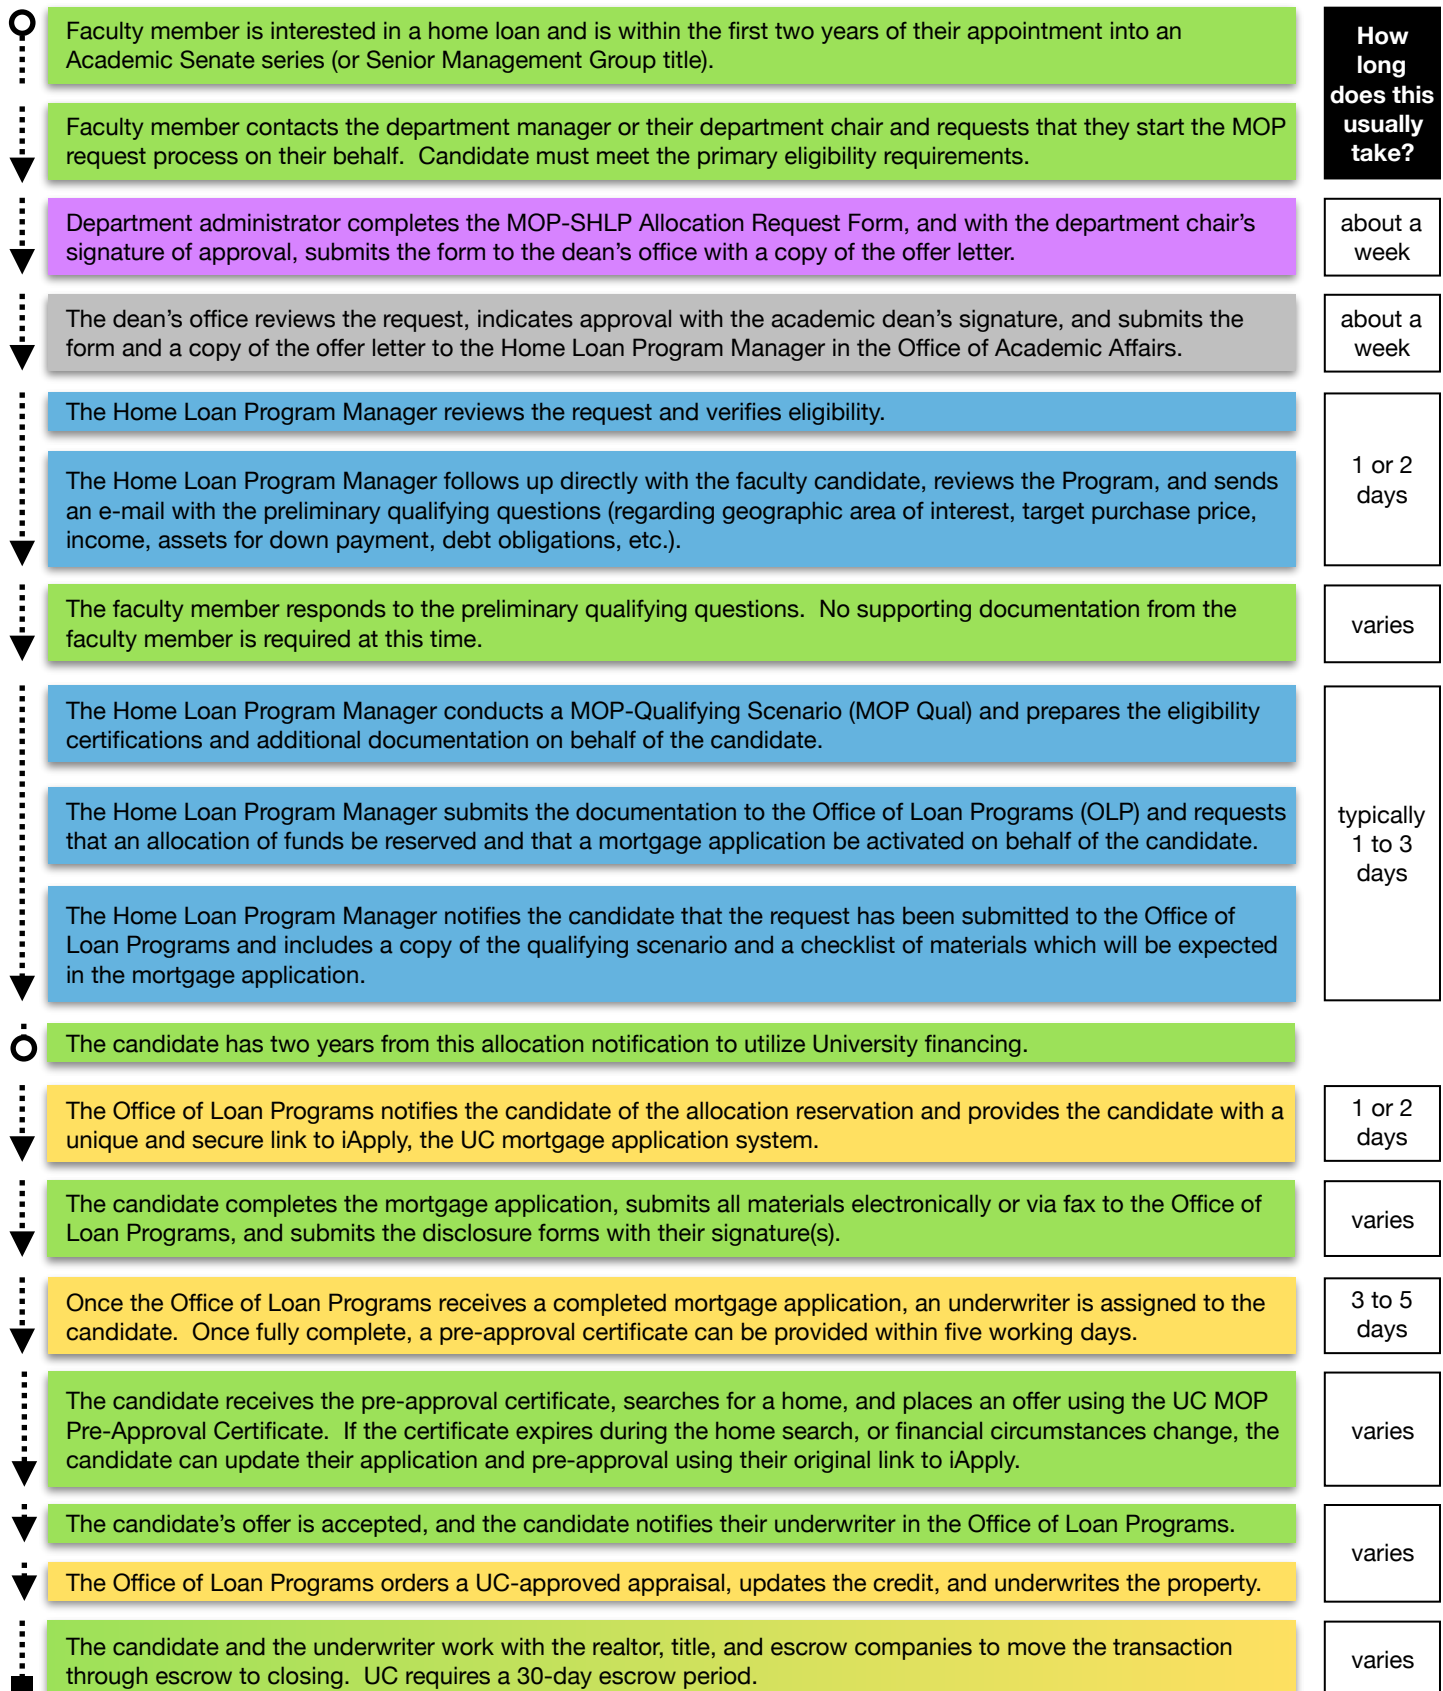 Faculty member is interested in a home loan and is within the first two years of their appointment into an
Academic Senate series (or Senior Management Group title).
How
long
does this
usually
take?
Faculty member contacts the department manager or their department chair and requests that they start the MOP
request process on their behalf.  Candidate must meet the primary eligibility requirements.
Department administrator completes the MOP-SHLP Allocation Request Form, and with the department chair’s
signature of approval, submits the form to the dean’s office with a copy of the offer letter.
about a
week
The dean’s office reviews the request, indicates approval with the academic dean’s signature, and submits the
form and a copy of the offer letter to the Home Loan Program Manager in the Office of Academic Affairs.
about a
week
The Home Loan Program Manager reviews the request and verifies eligibility.
The Home Loan Program Manager follows up directly with the faculty candidate, reviews the Program, and sends
an e-mail with the preliminary qualifying questions (regarding geographic area of interest, target purchase price,
income, assets for down payment, debt obligations, etc.).
1 or 2
days
The faculty member responds to the preliminary qualifying questions.  No supporting documentation from the
faculty member is required at this time.
varies
The Home Loan Program Manager conducts a MOP-Qualifying Scenario (MOP Qual) and prepares the eligibility
certifications and additional documentation on behalf of the candidate.
The Home Loan Program Manager submits the documentation to the Office of Loan Programs (OLP) and requests
that an allocation of funds be reserved and that a mortgage application be activated on behalf of the candidate.
The Home Loan Program Manager notifies the candidate that the request has been submitted to the Office of
Loan Programs and includes a copy of the qualifying scenario and a checklist of materials which will be expected
in the mortgage application.
typically
1 to 3
days
The candidate has two years from this allocation notification to utilize University financing.
The Office of Loan Programs notifies the candidate of the allocation reservation and provides the candidate with a
unique and secure link to iApply, the UC mortgage application system.
1 or 2
days
The candidate completes the mortgage application, submits all materials electronically or via fax to the Office of
Loan Programs, and submits the disclosure forms with their signature(s).
varies
Once the Office of Loan Programs receives a completed mortgage application, an underwriter is assigned to the
candidate.  Once fully complete, a pre-approval certificate can be provided within five working days.
3 to 5
days
The candidate receives the pre-approval certificate, searches for a home, and places an offer using the UC MOP
Pre-Approval Certificate.  If the certificate expires during the home search, or financial circumstances change, the
candidate can update their application and pre-approval using their original link to iApply.
varies
The candidate’s offer is accepted, and the candidate notifies their underwriter in the Office of Loan Programs.
The Office of Loan Programs orders a UC-approved appraisal, updates the credit, and underwrites the property.
varies
The candidate and the underwriter work with the realtor, title, and escrow companies to move the transaction
through escrow to closing.  UC requires a 30-day escrow period.
varies